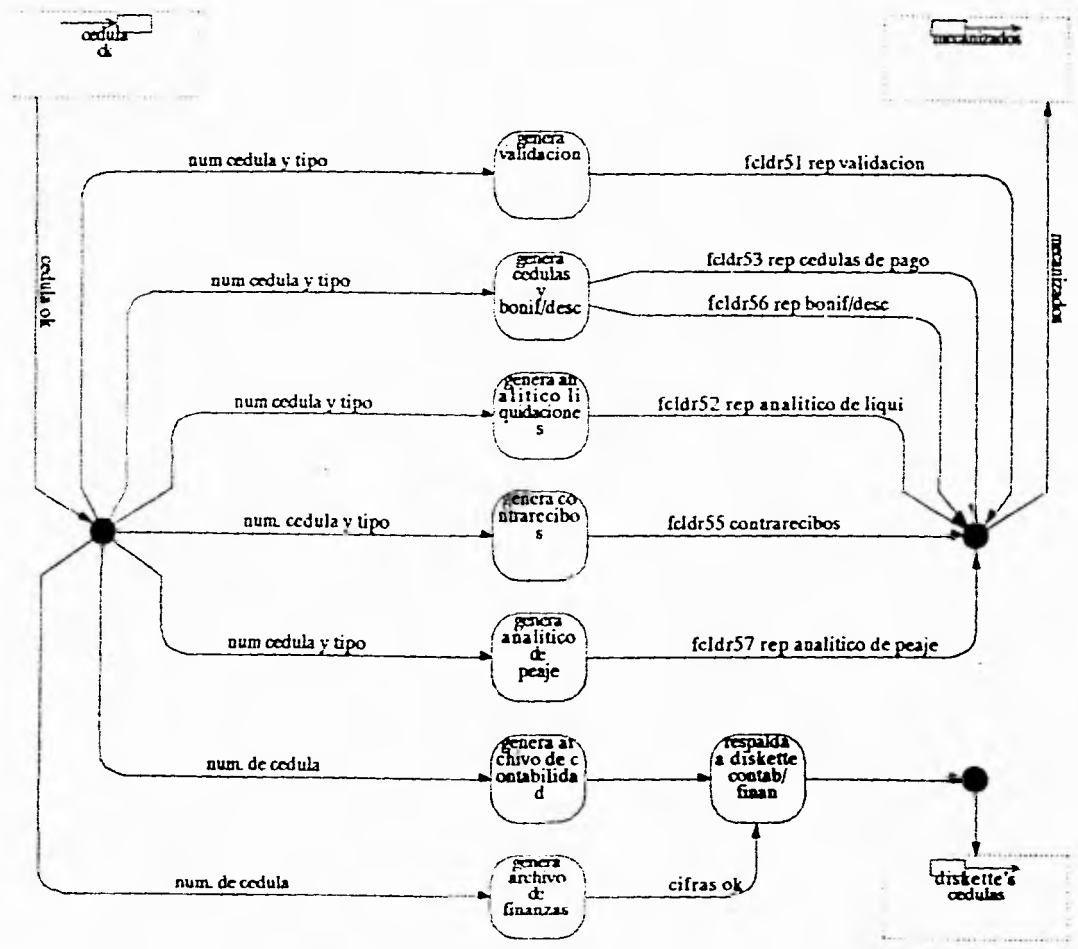 cedula
ok
mecanizados
genera
validacion
num cedula y tipo
fcldr51 rep validacion
cedula ok
mecanizados
genera
cedulas
y
bonif/desc
num cedula y tipo
fcldr53 rep cedulas de pago
fcldr56 rep bonif/desc
genera an
alitico li
quidacione
s
num cedula y tipo
fcldr52 rep analitico de liqui
genera co
ntrarecibo
s
num. cedula y tipo
fcldr55 contrarecibos
genera
analitico
de
peaje
num cedula y tipo
fcldr57 rep analitico de peaje
genera ar
chivo de c
ontabilida
d
respalda
a diskette
contab/
finan
num. de cedula
genera
archivo
de
finanzas
num. de cedula
cifras ok
diskette's
cedulas